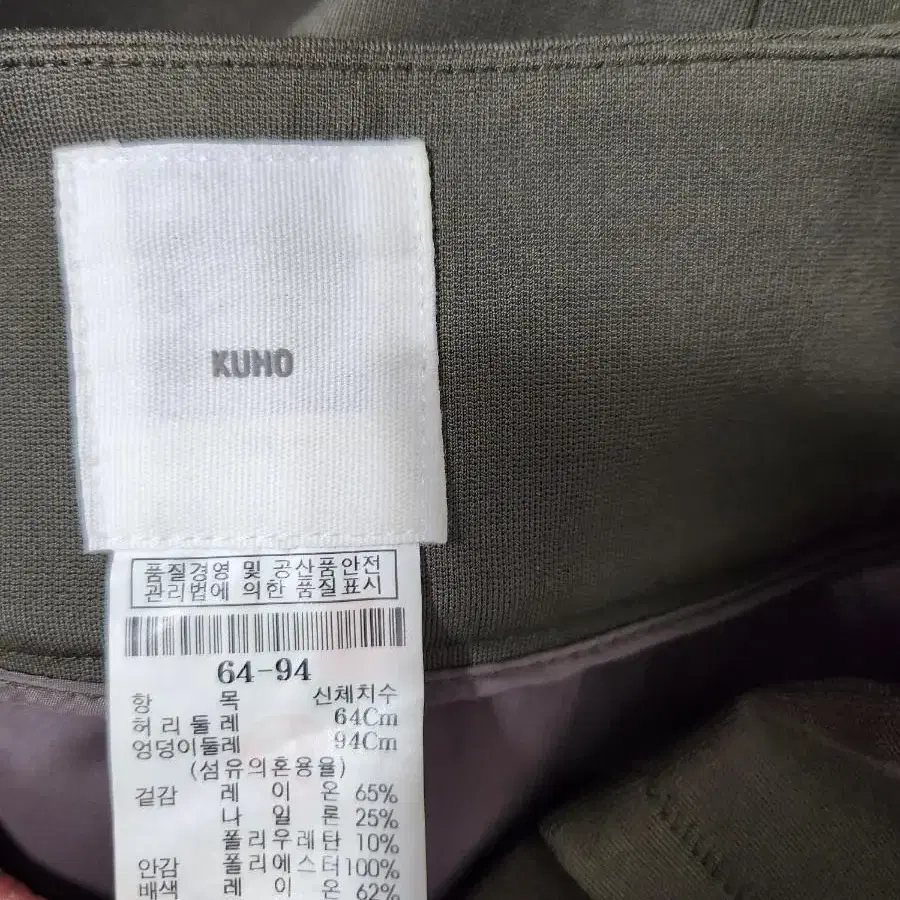 KUHO
품질경영 및 공산품안전
관리법에 의한 품질표시
64-94
항 목 신체치수
허리둘레 64Cm
엉덩이둘레 94Cm
(섬유의혼용율)
겉감 레이온 65%
나일론 25%
폴리우레탄 10%
안감 폴리에스터 100%
배색 레이온 62%